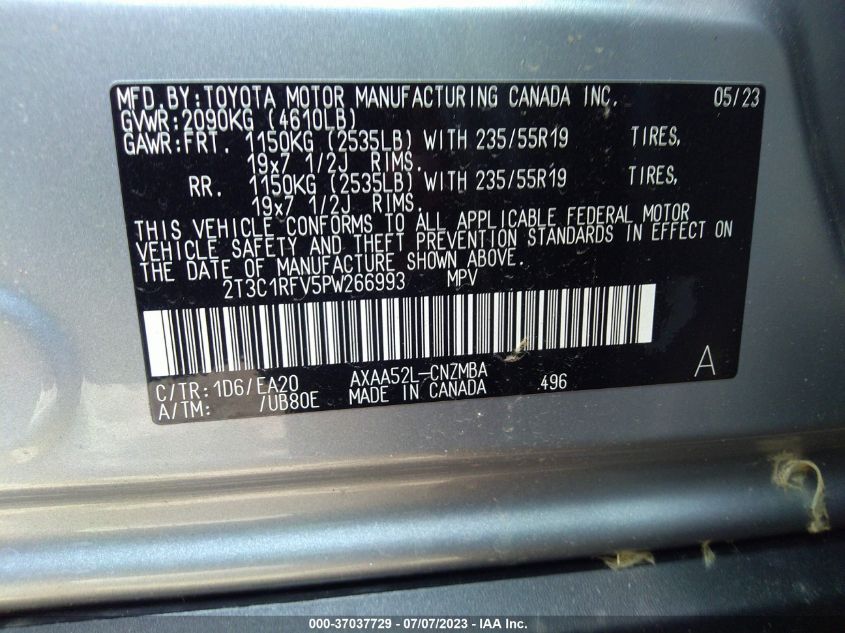 MFD.BY:TOYOTA MOTOR MANUFACTURING CANADA INC. 05/23
GVWR:2090KG (4610LB)
GAWR:FRT. 1150KG (2535LB) WITH 235/55R19 TIRES,
19x7 1/2J RIMS.
RR. 1150KG (2535LB) WITH 235/55R19 TIRES,
19x7 1/2J RIMS.
THIS VEHICLE CONFORMS TO ALL APPLICABLE FEDERAL MOTOR
VEHICLE SAFETY AND THEFT PREVENTION STANDARDS IN EFFECT ON
THE DATE OF MANUFACTURE SHOWN ABOVE.
2T3C1RFV5PW266993 MPV
A
C/TR:1D6/EA20 AXAA52L-CNZMBA
A/TM: /UB80E MADE IN CANADA 496
000-37037729 - 07/07/2023 - IAA Inc.